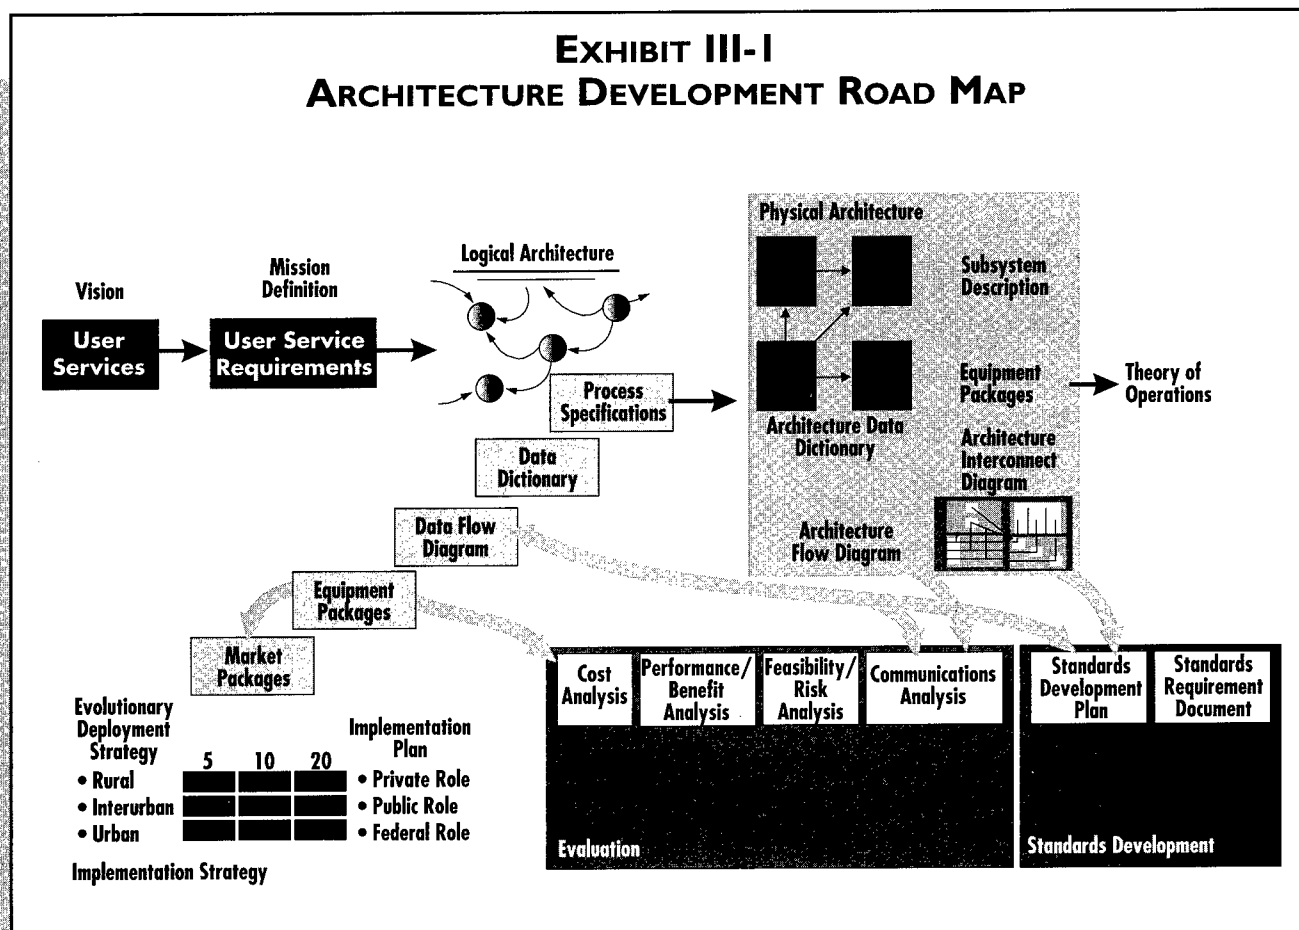 EXHIBIT III-1
ARCHITECTURE DEVELOPMENT ROAD MAP
Vision
User
Services
Mission
Definition
User Service
Requirements
Logical Architecture
Process
Specifications
Data
Dictionary
Data Flow
Diagram
Equipment
Packages
Market
Packages
Physical Architecture
Subsystem
Description
Equipment
Packages
Architecture Data
Dictionary
Architecture
Interconnect
Diagram
Architecture
Flow Diagram
Theory of
Operations
Evolutionary
Deployment
Strategy
• Rural
• Interurban
• Urban
5 10 20
Implementation
Plan
• Private Role
• Public Role
• Federal Role
Implementation Strategy
Cost
Analysis
Performance/
Benefit
Analysis
Feasibility/
Risk
Analysis
Communications
Analysis
Evaluation
Standards
Development
Plan
Standards
Requirement
Document
Standards Development